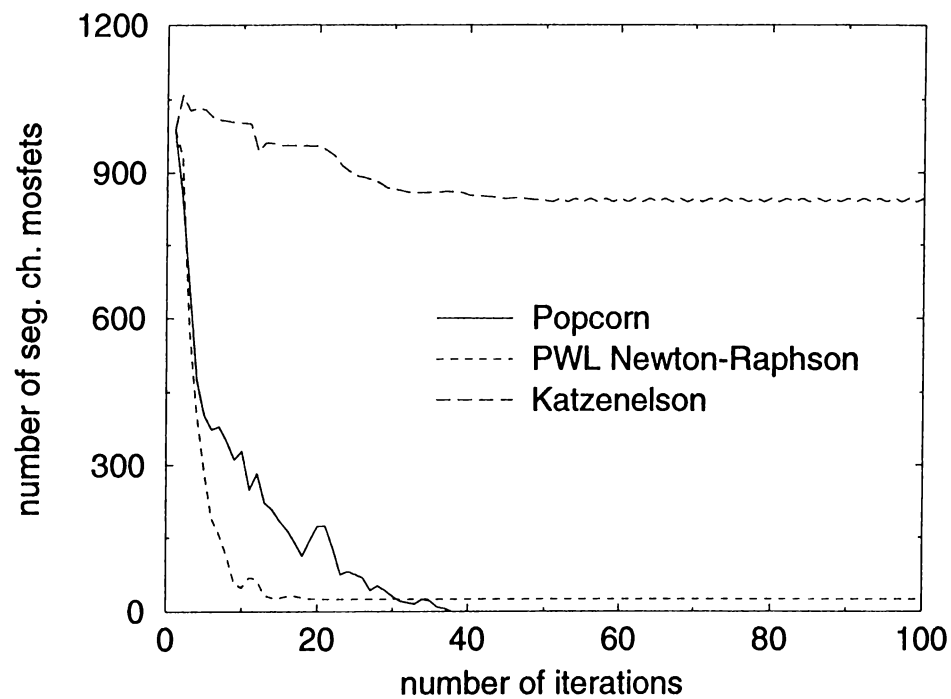 1200
900
600
300
0
number of seg. ch. mosfets
Popcorn
PWL Newton-Raphson
Katzenelson
0 20 40 60 80 100
number of iterations